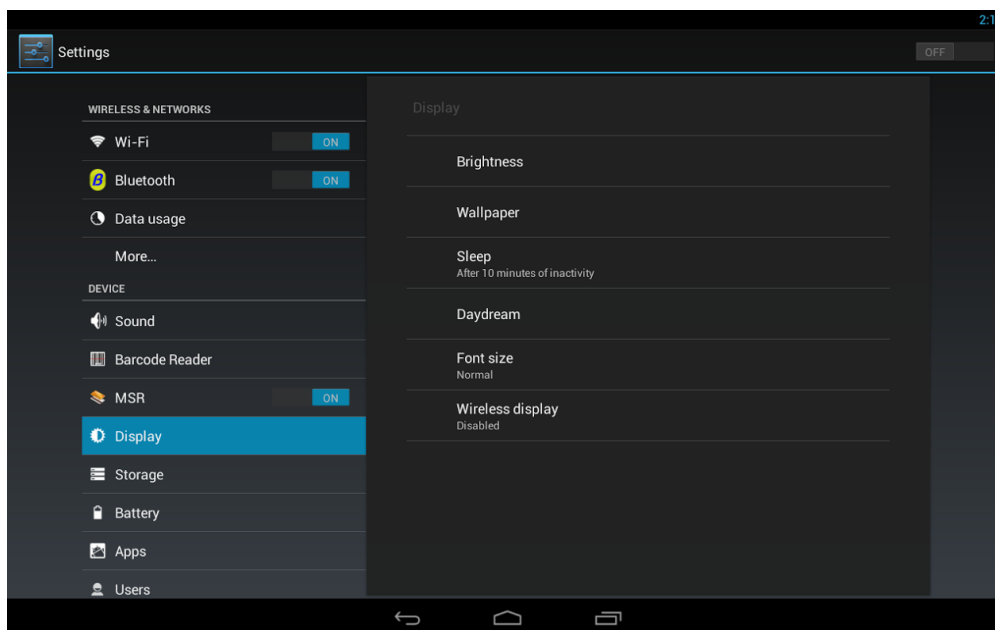 2:1
Settings
OFF
WIRELESS & NETWORKS
Wi-Fi
ON
Bluetooth
ON
Data usage
More...
DEVICE
Sound
Barcode Reader
MSR
ON
Display
Storage
Battery
Apps
Users
Display
Brightness
Wallpaper
Sleep
After 10 minutes of inactivity
Daydream
Font size
Normal
Wireless display
Disabled